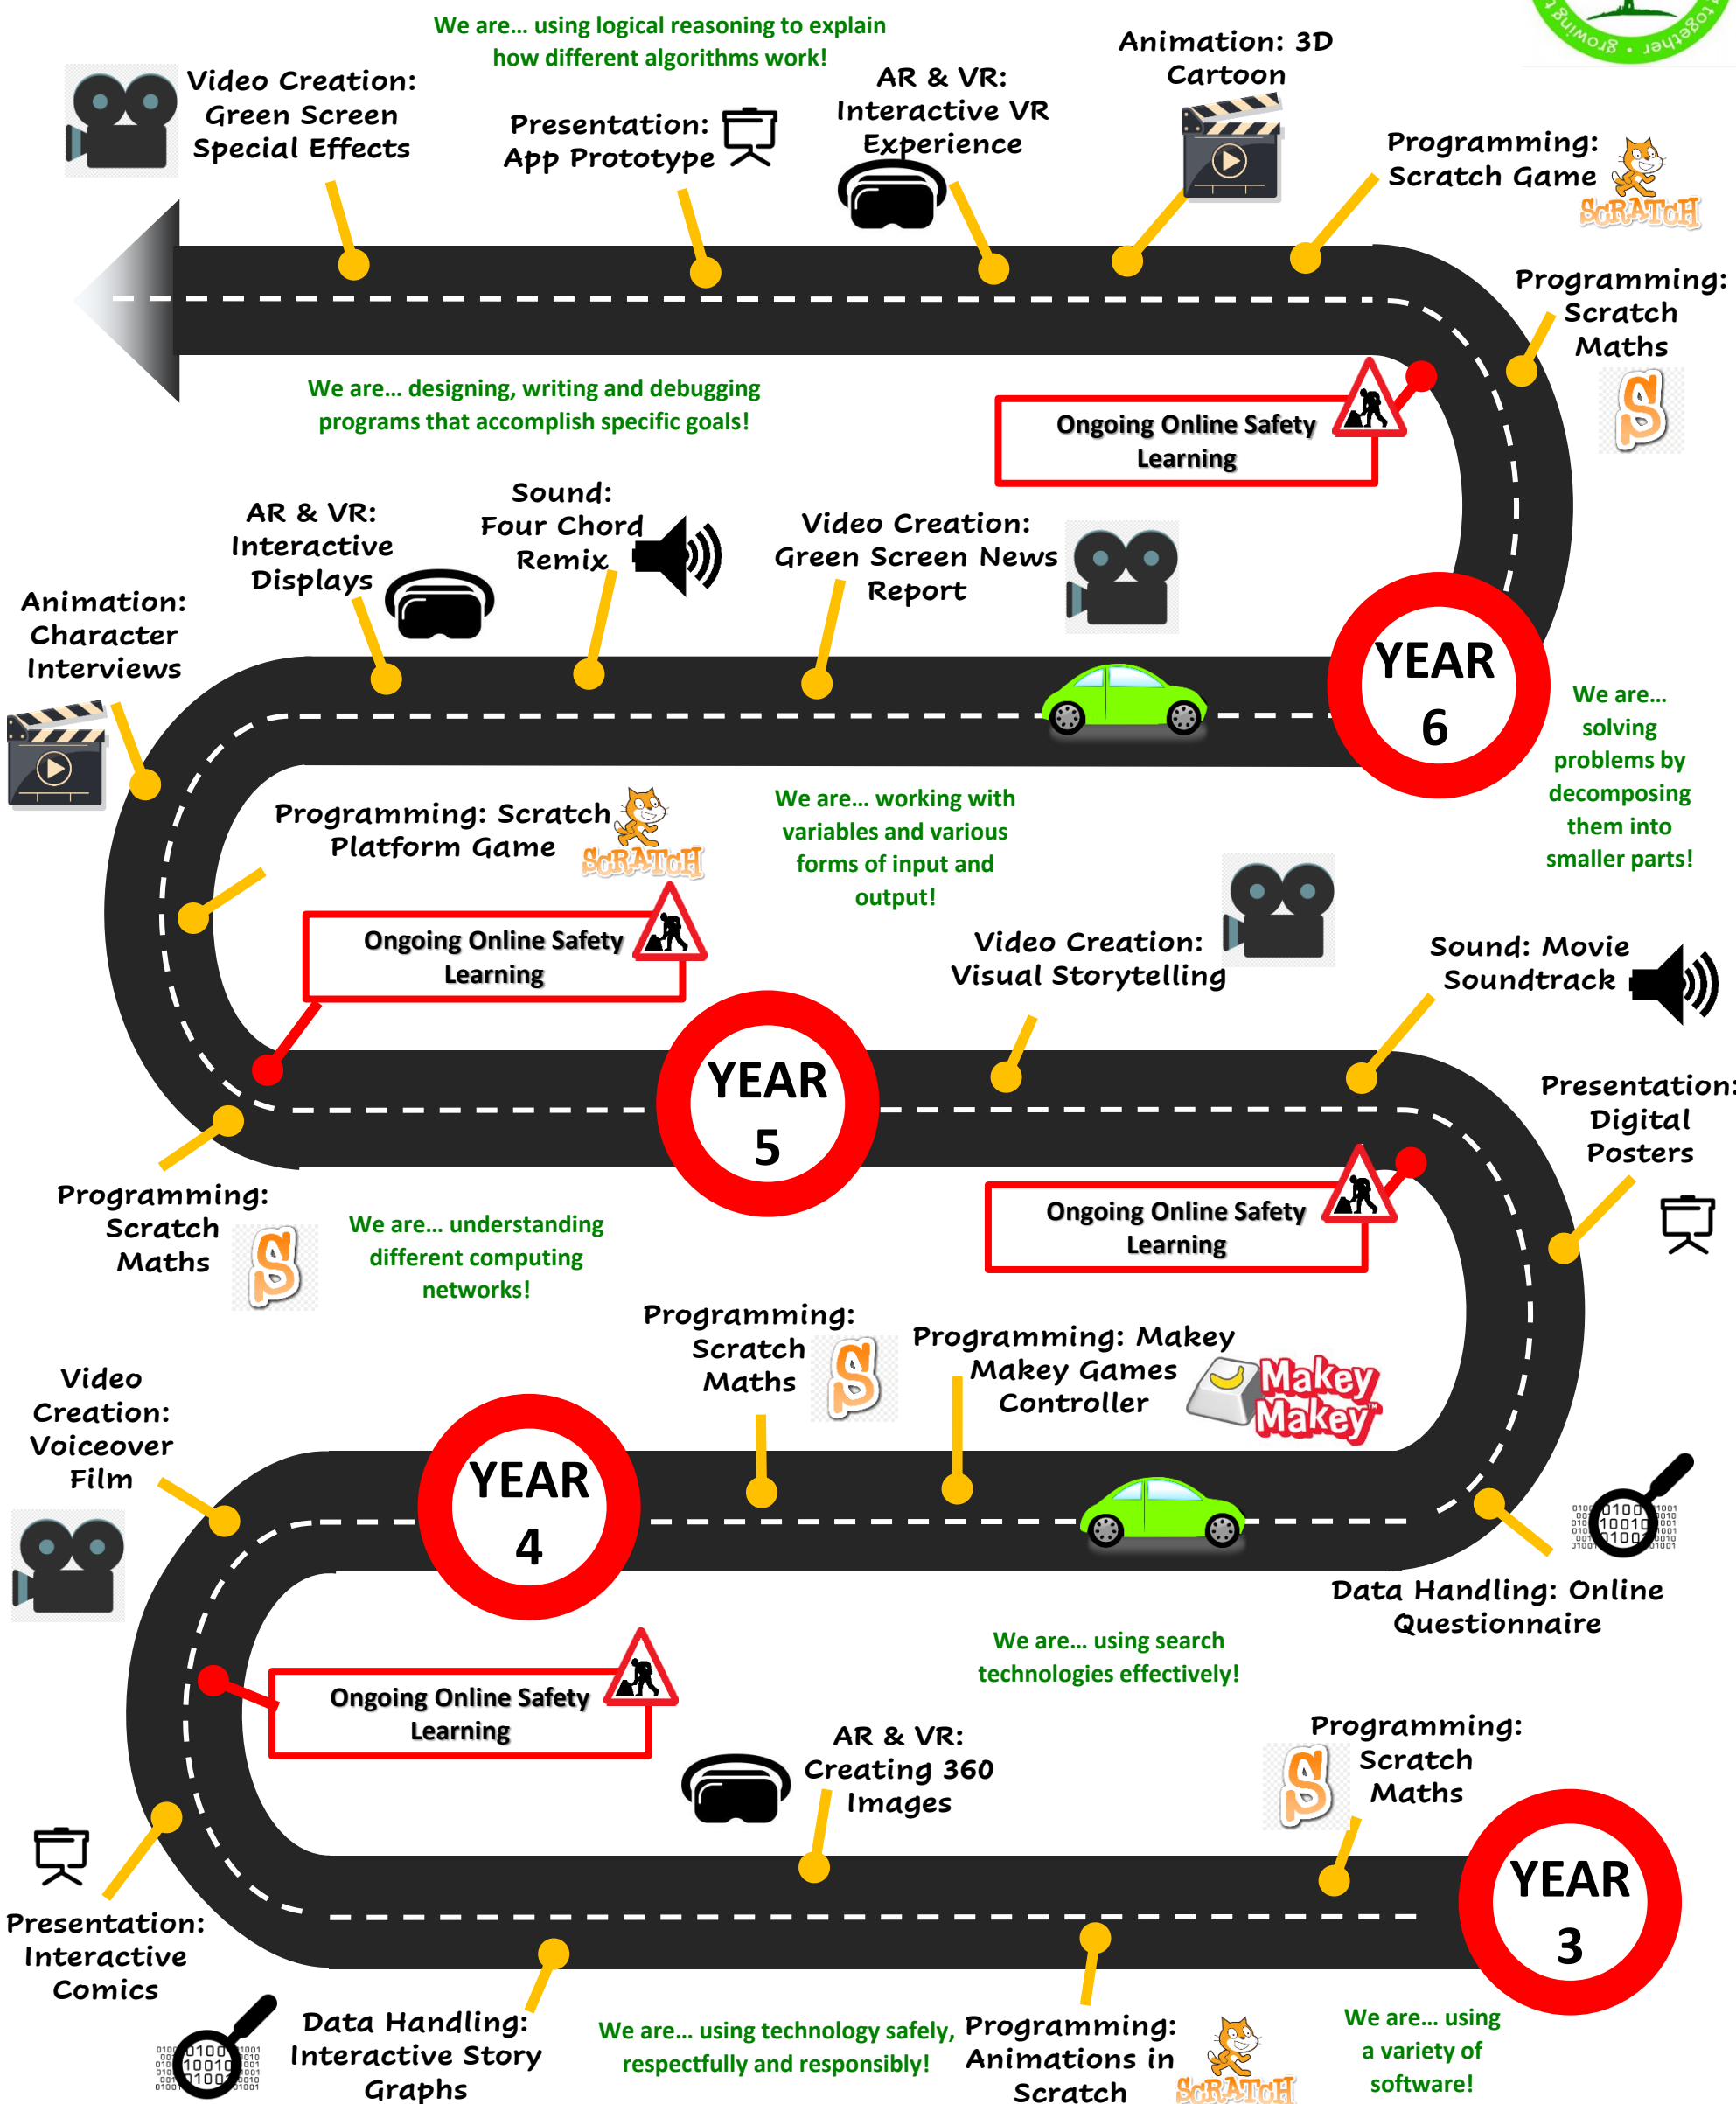 We are... using logical reasoning to explain
how different algorithms work!
growing together
Video Creation:
Green Screen
Special Effects
Presentation:
App Prototype
AR & VR:
Interactive VR
Experience
Animation: 3D
Cartoon
Programming:
Scratch Game
SCRATCH
Programming:
Scratch
Maths
S
We are... designing, writing and debugging
programs that accomplish specific goals!
Ongoing Online Safety
Learning
Animation:
Character
Interviews
AR & VR:
Interactive
Displays
Sound:
Four Chord
Remix
Video Creation:
Green Screen News
Report
YEAR
6
We are...
solving
problems by
decomposing
them into
smaller parts!
Programming: Scratch
Platform Game
SCRATCH
We are... working with
variables and various
forms of input and
output!
Ongoing Online Safety
Learning
Video Creation:
Visual Storytelling
Sound: Movie
Soundtrack
YEAR
5
Presentation:
Digital
Posters
Programming:
Scratch
Maths
S
We are... understanding
different computing
networks!
Ongoing Online Safety
Learning
Programming:
Scratch
Maths
S
Programming: Makey
Makey Games
Controller
Makey
Makey™
Video
Creation:
Voiceover
Film
YEAR
4
Data Handling: Online
Questionnaire
We are... using search
technologies effectively!
Ongoing Online Safety
Learning
AR & VR:
Creating 360
Images
Programming:
Scratch
Maths
S
YEAR
3
Presentation:
Interactive
Comics
Data Handling:
Interactive Story
Graphs
We are... using technology safely,
respectfully and responsibly!
Programming:
Animations in
Scratch
SCRATCH
We are... using
a variety of
software!